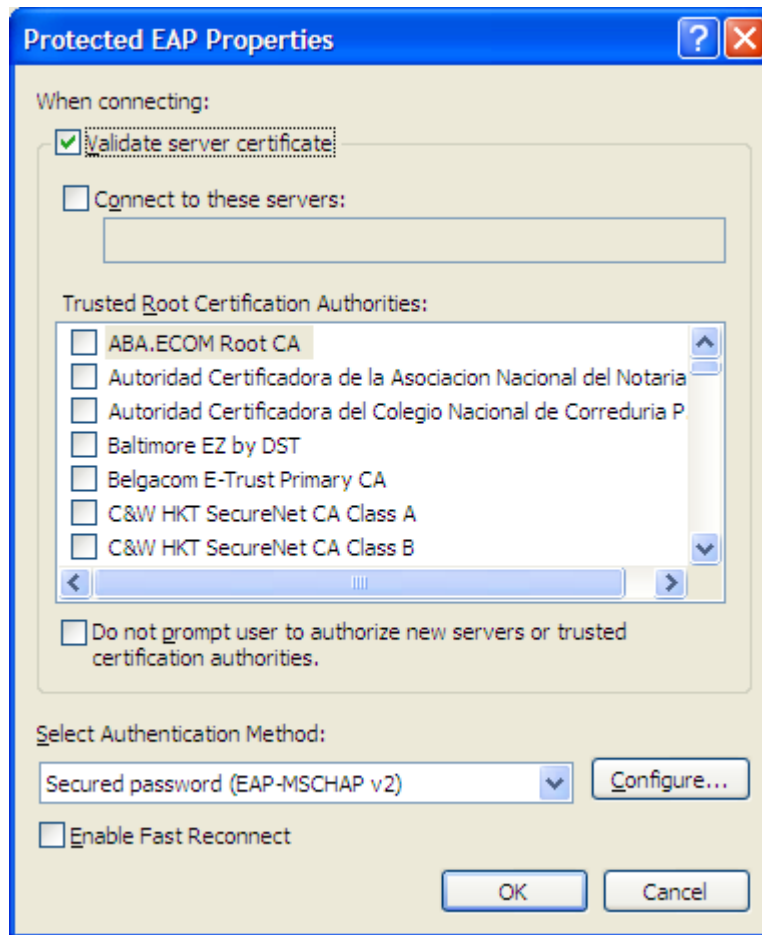 Protected EAP Properties
When connecting:
Validate server certificate
Connect to these servers:
Trusted Root Certification Authorities:
ABA.ECOM Root CA
Autoridad Certificadora de la Asociacion Nacional del Notaria
Autoridad Certificadora del Colegio Nacional de Correduria P.
Baltimore EZ by DST
Belgacom E-Trust Primary CA
C&W HKT SecureNet CA Class A
C&W HKT SecureNet CA Class B
Do not prompt user to authorize new servers or trusted
certification authorities.
Select Authentication Method:
Secured password (EAP-MSCHAP v2)
Configure...
Enable Fast Reconnect
OK
Cancel